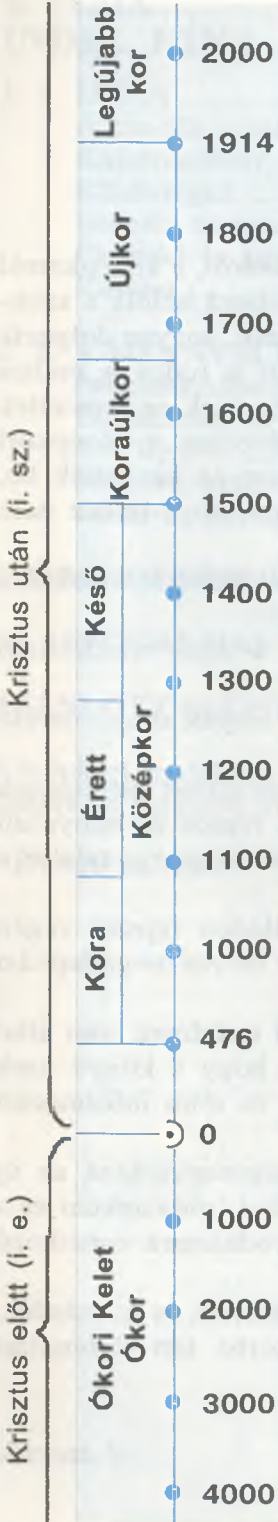 Legújabb
kor
2000
1914
Újkor
1800
1700
Koraújkor
1600
1500
Krisztus után (i. sz.)
Késő
1400
1300
Érett
Középkor
1200
1100
Kora
1000
476
0
Krisztus előtt (i. e.)
Ókori Kelet
Ókor
1000
2000
3000
4000